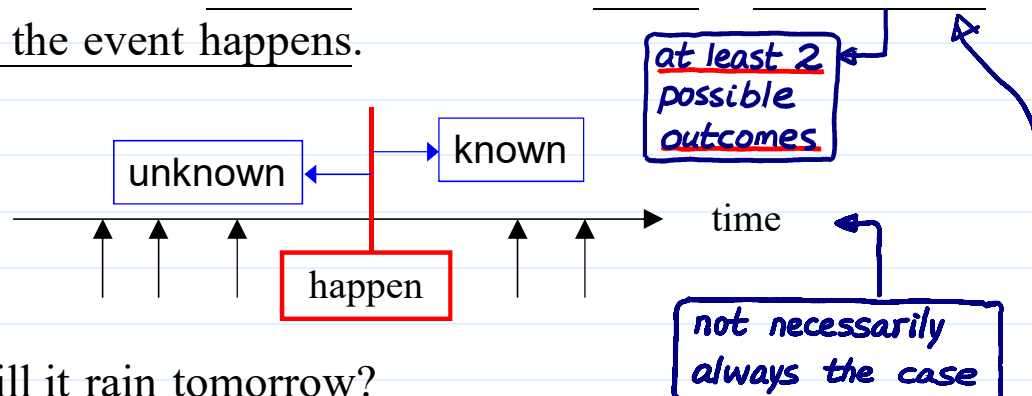 the event happens.
at least 2
possible
outcomes
known
unknown
time
happen
not necessarily
always the case
it rain tomorrow?